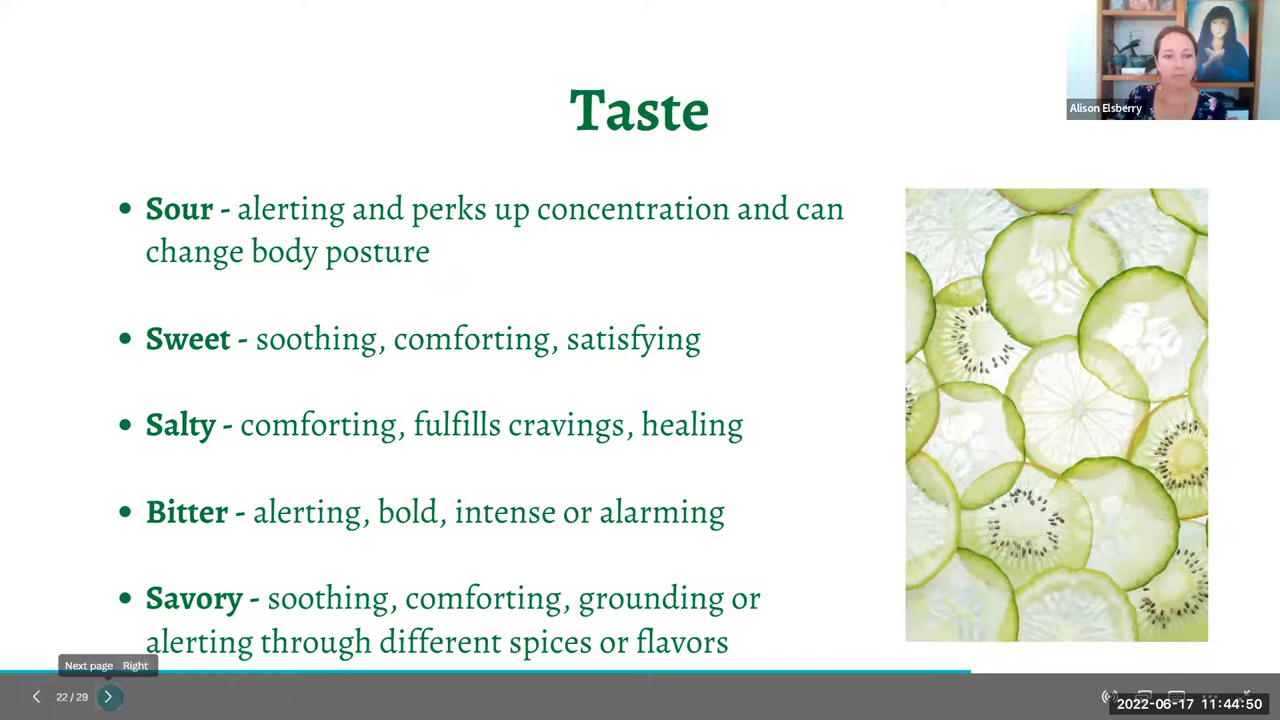 Alison Elsberry
Taste
• Sour - alerting and perks up concentration and can
change body posture
• Sweet - soothing, comforting, satisfying
• Salty - comforting, fulfills cravings, healing
• Bitter - alerting, bold, intense or alarming
• Savory - soothing, comforting, grounding or
alerting through different spices or flavors
Next page Right
22 / 29
2022-06-17 11:44:50